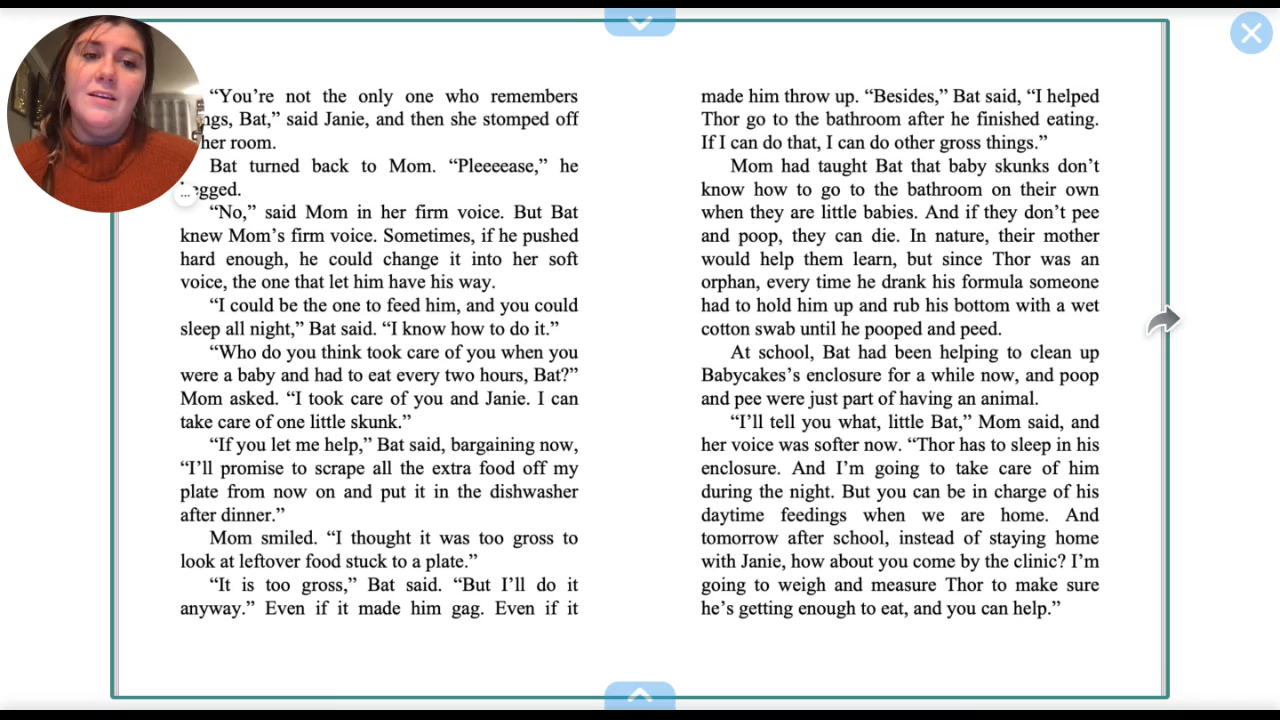 “You’re not the only one who remembers
Bat,” said Janie, and then she stomped off
her room.
Bat turned back to Mom. “Pleeeease,” he
“No,” said Mom in her firm voice. But Bat
knew Mom’s firm voice. Sometimes, if he pushed
hard enough, he could change it into her soft
voice, the one that let him have his way.
“I could be the one to feed him, and you could
sleep all night,” Bat said. “I know how to do it.”
“Who do you think took care of you when you
were a baby and had to eat every two hours, Bat?”
Mom asked. “I took care of you and Janie. I can
take care of one little skunk.”
“If you let me help,” Bat said, bargaining now,
“I’ll promise to scrape all the extra food off my
plate from now on and put it in the dishwasher
after dinner.”
Mom smiled. “I thought it was too gross to
look at leftover food stuck to a plate.”
“It is too gross,” Bat said. “But I’ll do it
anyway.” Even if it made him gag. Even if it
made him throw up. “Besides,” Bat said, “I helped
Thor go to the bathroom after he finished eating.
If I can do that, I can do other gross things.”
Mom had taught Bat that baby skunks don’t
know how to go to the bathroom on their own
when they are little babies. And if they don’t pee
and poop, they can die. In nature, their mother
would help them learn, but since Thor was an
orphan, every time he drank his formula someone
had to hold him up and rub his bottom with a wet
cotton swab until he pooped and peed.
At school, Bat had been helping to clean up
Babycakes’s enclosure for a while now, and poop
and pee were just part of having an animal.
“I’ll tell you what, little Bat,” Mom said, and
her voice was softer now. “Thor has to sleep in his
enclosure. And I’m going to take care of him
during the night. But you can be in charge of his
daytime feedings when we are home. And
tomorrow after school, instead of staying home
with Janie, how about you come by the clinic? I’m
going to weigh and measure Thor to make sure
he’s getting enough to eat, and you can help.”